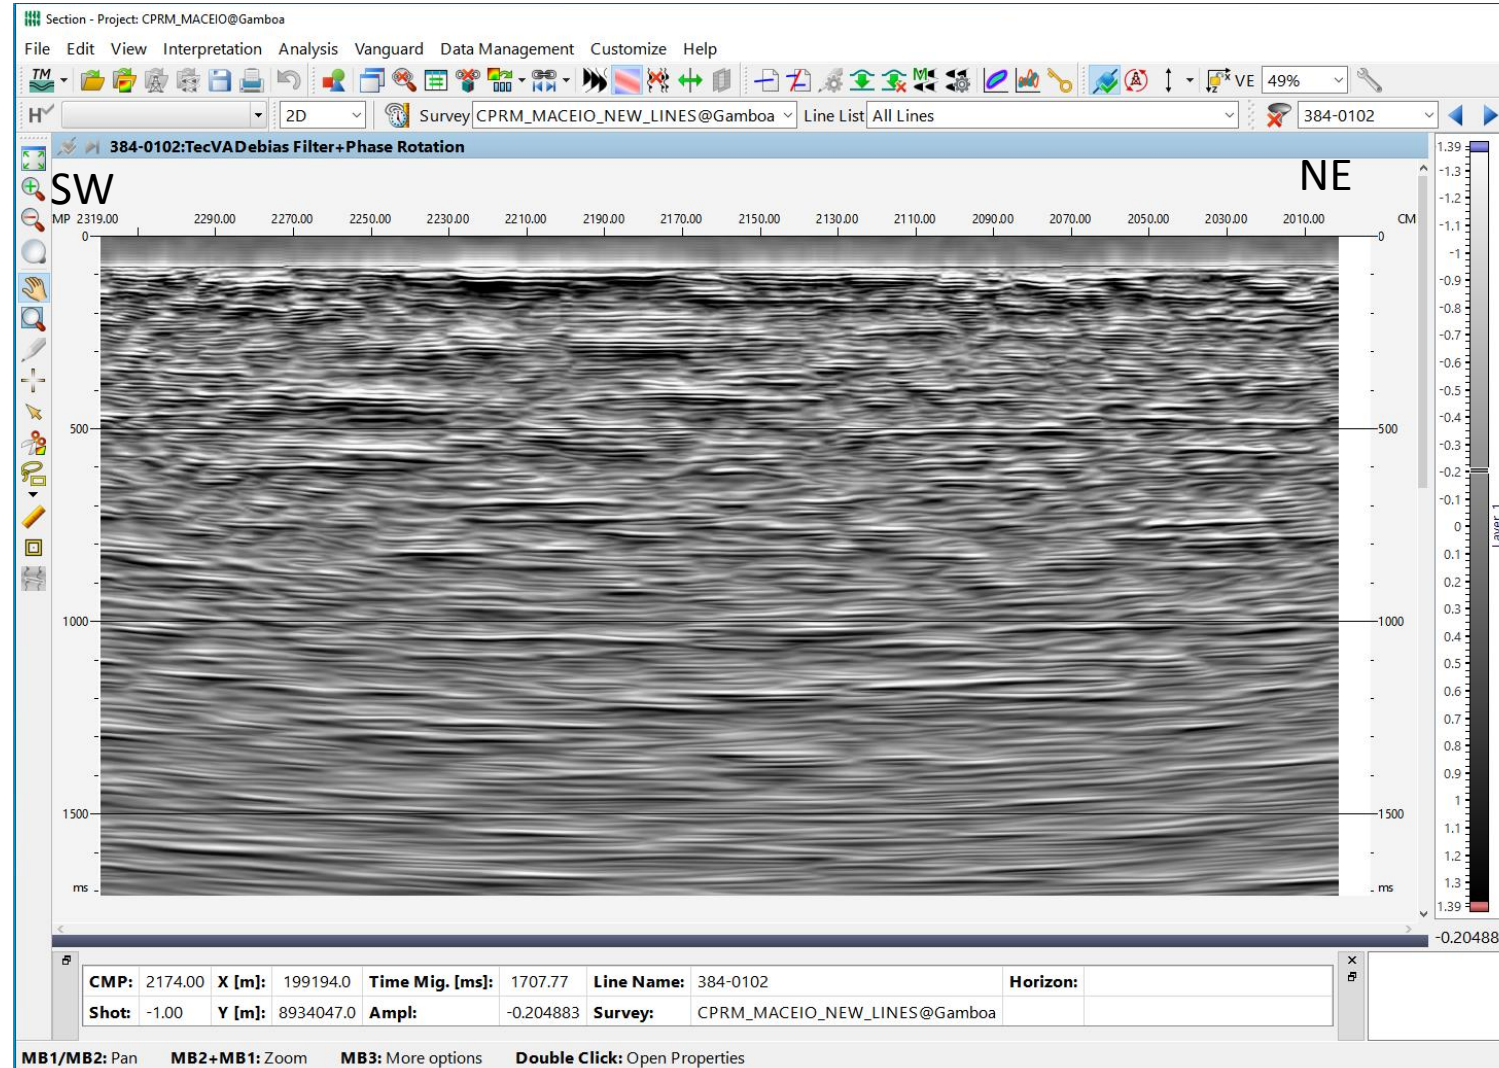 Section - Project: CPRM_MACEIO@Gamboa
File Edit View Interpretation Analysis Vanguard Data Management Customize Help
TM VE 49%
H 2D Survey CPRM_MACEIO_NEW_LINES@Gamboa Line List All Lines 384-0102
384-0102:TecVADebias Filter+Phase Rotation
SW NE
MP 2319.00 2290.00 2270.00 2250.00 2230.00 2210.00 2190.00 2170.00 2150.00 2130.00 2110.00 2090.00 2070.00 2050.00 2030.00 2010.00 CM
0 0
500 500
1000 1000
1500 1500
ms ms
1.39
-1.3
-1.2
-1.1
-1
-0.9
-0.8
-0.7
-0.6
-0.5
-0.4
-0.3
-0.2
-0.1
0
0.1
0.2
0.3
0.4
0.5
0.6
0.7
0.8
0.9
1
1.1
1.2
1.3
1.39
Layer 1
-0.20488
CMP: 2174.00 X [m]: 199194.0 Time Mig. [ms]: 1707.77 Line Name: 384-0102 Horizon:
Shot: -1.00 Y [m]: 8934047.0 Ampl: -0.204883 Survey: CPRM_MACEIO_NEW_LINES@Gamboa
MB1/MB2: Pan MB2+MB1: Zoom MB3: More options Double Click: Open Properties